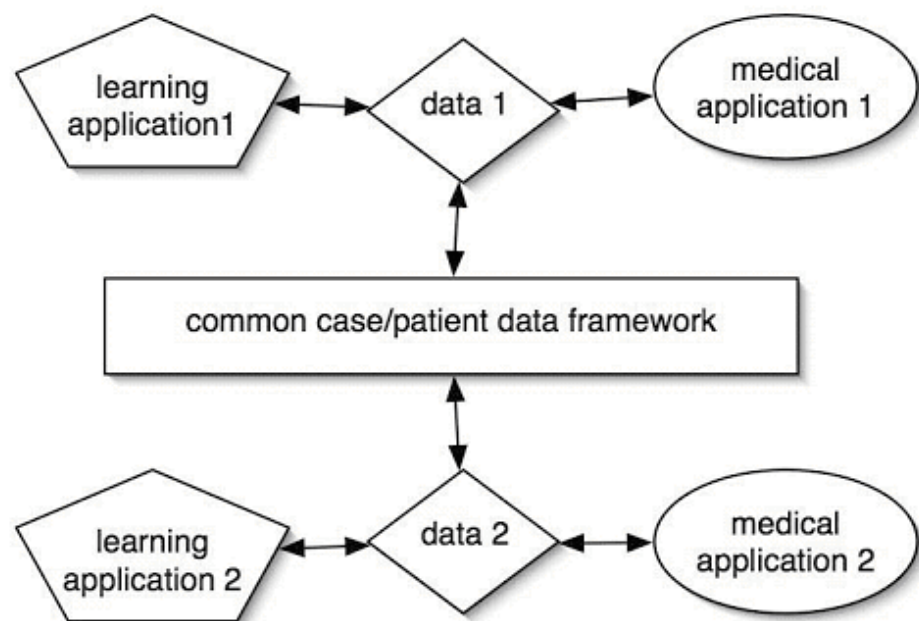 learning
application1
data 1
medical
application 1
common case/patient data framework
learning
application 2
data 2
medical
application 2